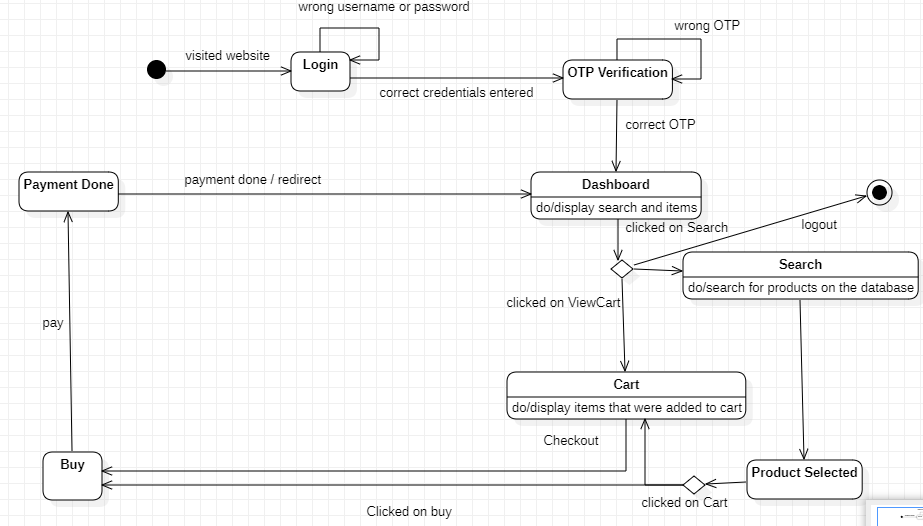 wrong username or password
wrong OTP
visited website
Login
OTP Verification
correct credentials entered
correct OTP
Payment Done
payment done / redirect
Dashboard
do/display search and items
clicked on Search
logout
Search
do/search for products on the database
clicked on ViewCart
pay
Cart
do/display items that were added to cart
Checkout
Buy
Product Selected
clicked on Cart
Clicked on buy